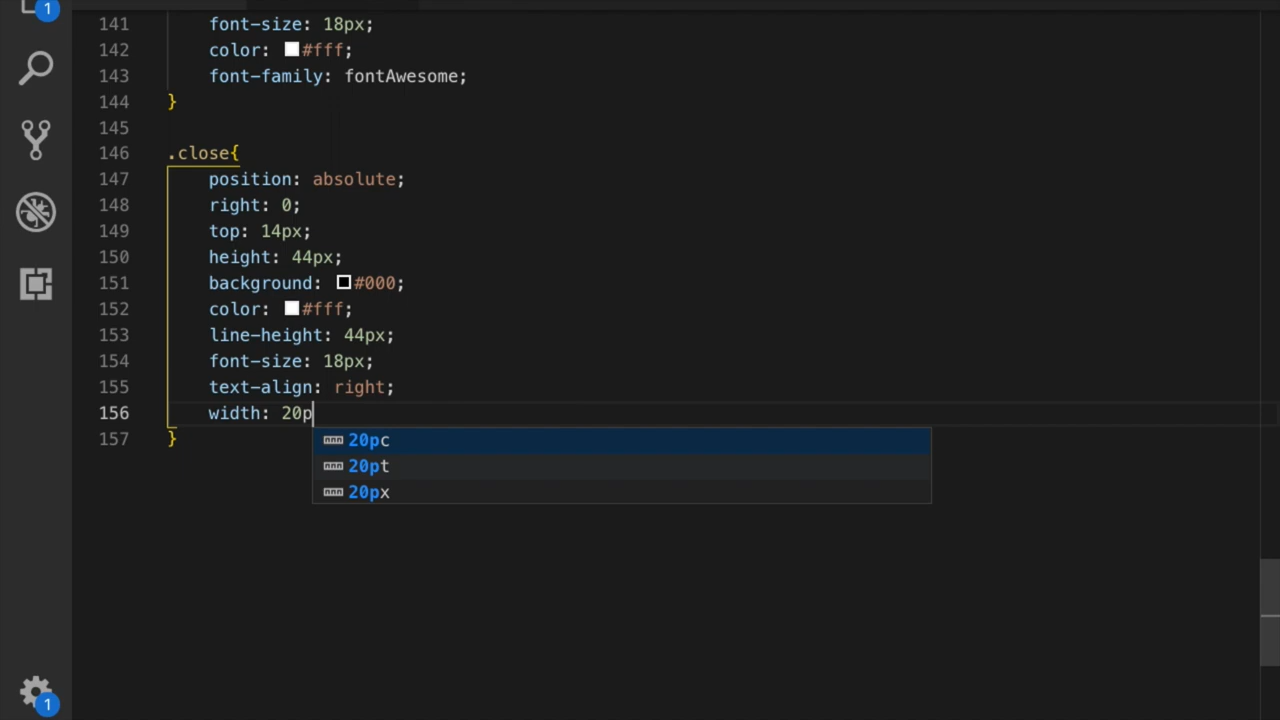 1
141 font-size: 18px;
142 color: #fff;
143 font-family: fontAwesome;
144 }
145
146 .close{
147 position: absolute;
148 right: 0;
149 top: 14px;
150 height: 44px;
151 background: #000;
152 color: #fff;
153 line-height: 44px;
154 font-size: 18px;
155 text-align: right;
156 width: 20p
157 }
20pc
20pt
20px
1